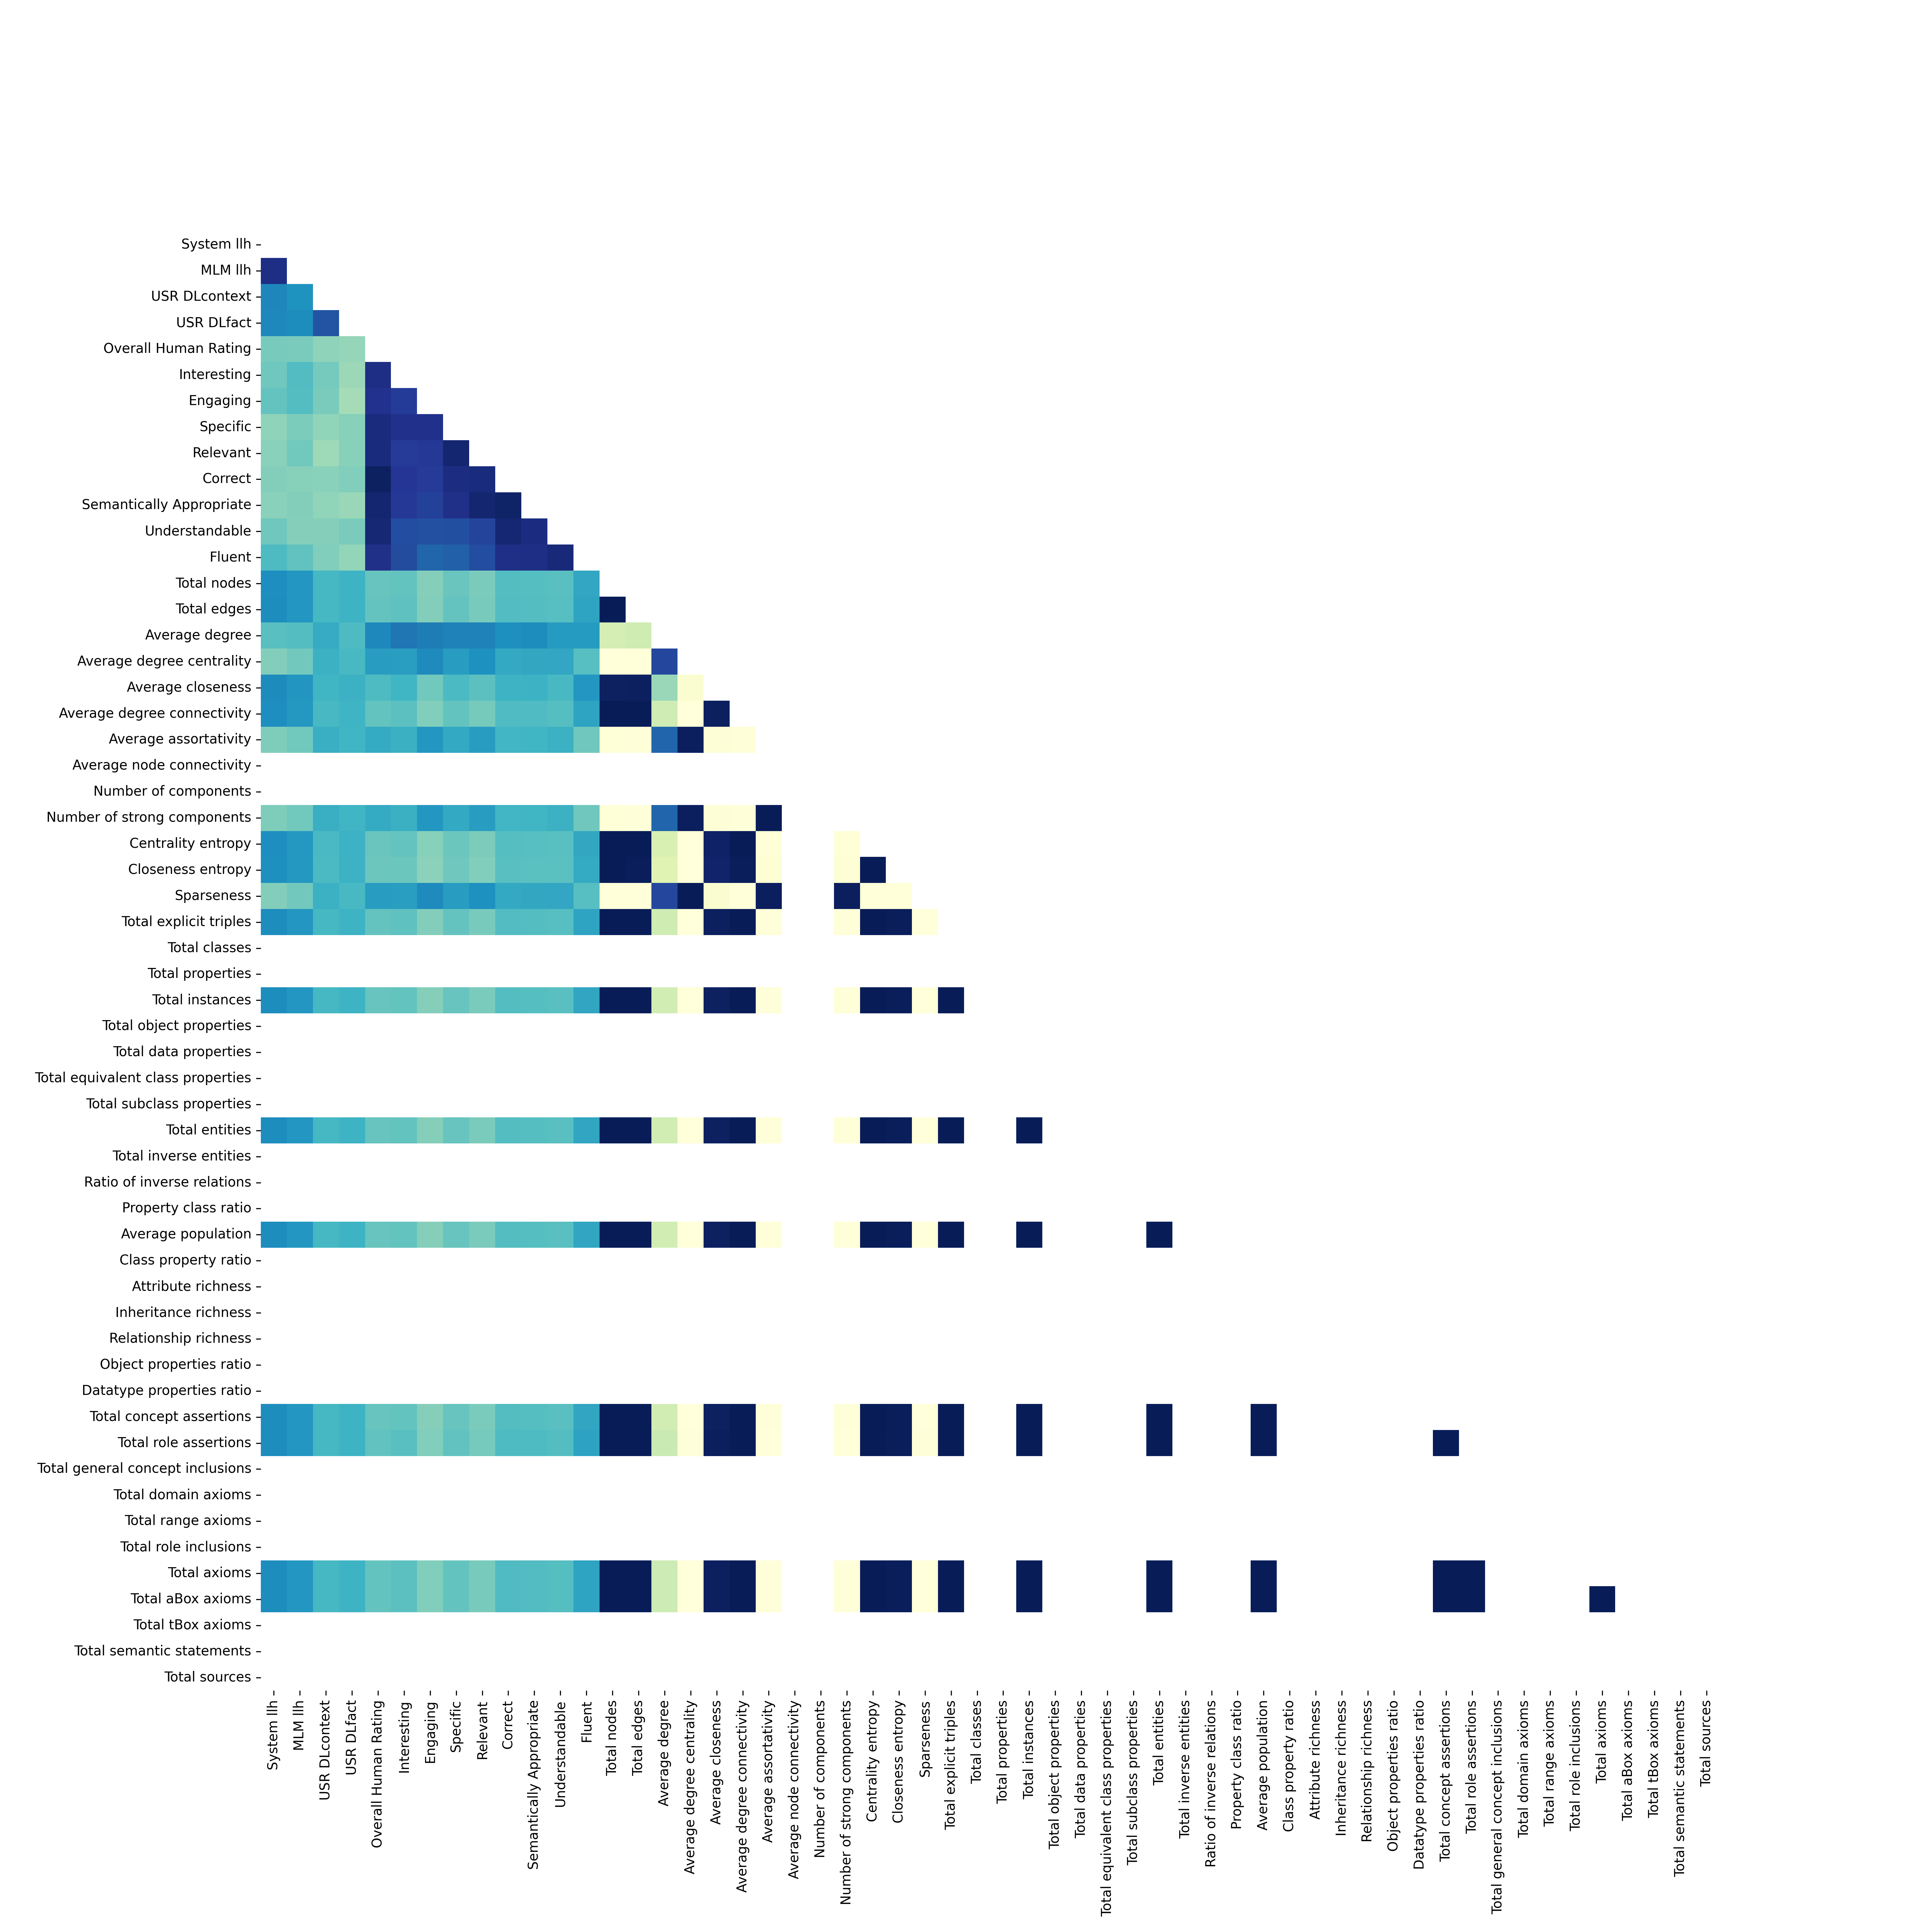 System llh
MLM llh
USR DLcontext
USR DLfact
Overall Human Rating
Interesting
Engaging
Specific
Relevant
Correct
Semantically Appropriate
Understandable
Fluent
Total nodes
Total edges
Average degree
Average degree centrality
Average closeness
Average degree connectivity
Average assortativity
Average node connectivity
Number of components
Number of strong components
Centrality entropy
Closeness entropy
Sparseness
Total explicit triples
Total classes
Total properties
Total instances
Total object properties
Total data properties
Total equivalent class properties
Total subclass properties
Total entities
Total inverse entities
Ratio of inverse relations
Property class ratio
Average population
Class property ratio
Attribute richness
Inheritance richness
Relationship richness
Object properties ratio
Datatype properties ratio
Total concept assertions
Total role assertions
Total general concept inclusions
Total domain axioms
Total range axioms
Total role inclusions
Total axioms
Total aBox axioms
Total tBox axioms
Total semantic statements
Total sources
System llh
MLM llh
USR DLcontext
USR DLfact
Overall Human Rating
Interesting
Engaging
Specific
Relevant
Correct
Semantically Appropriate
Understandable
Fluent
Total nodes
Total edges
Average degree
Average degree centrality
Average closeness
Average degree connectivity
Average assortativity
Average node connectivity
Number of components
Number of strong components
Centrality entropy
Closeness entropy
Sparseness
Total explicit triples
Total classes
Total properties
Total instances
Total object properties
Total data properties
Total equivalent class properties
Total subclass properties
Total entities
Total inverse entities
Ratio of inverse relations
Property class ratio
Average population
Class property ratio
Attribute richness
Inheritance richness
Relationship richness
Object properties ratio
Datatype properties ratio
Total concept assertions
Total role assertions
Total general concept inclusions
Total domain axioms
Total range axioms
Total role inclusions
Total axioms
Total aBox axioms
Total tBox axioms
Total semantic statements
Total sources